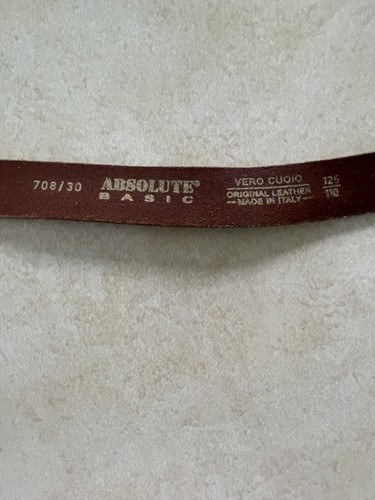 708/30
ABSOLUTE®
BASIC
VERO CUOIO
ORIGINAL LEATHER
--MADE IN ITALY--
125
110